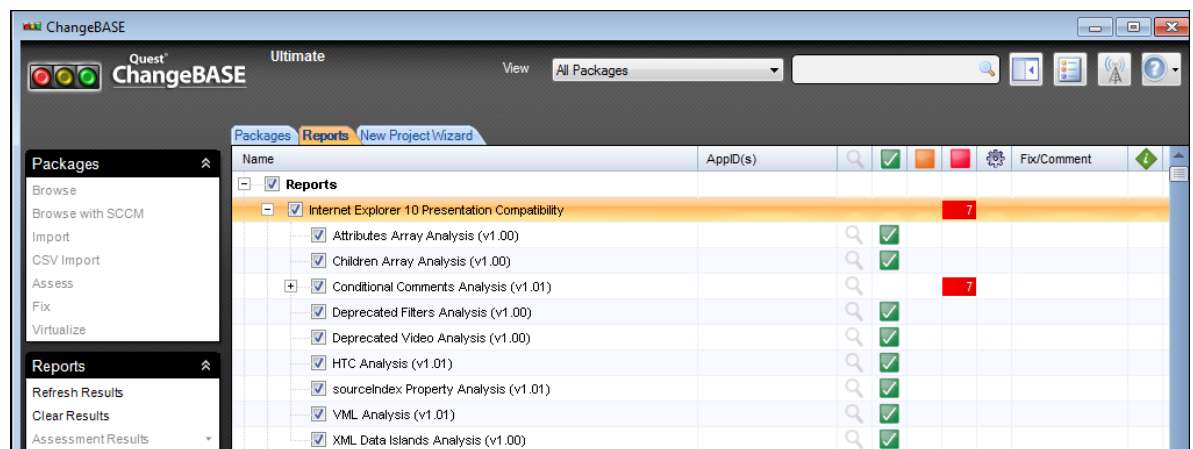 ChangeBASE
Quest
ChangeBASE
Ultimate
View All Packages
Packages Reports New Project Wizard
Packages
Browse
Browse with SCCM
Import
CSV Import
Assess
Fix
Virtualize
Reports
Refresh Results
Clear Results
Assessment Results
Name AppID(s) Fix/Comment
Reports
Internet Explorer 10 Presentation Compatibility 7
Attributes Array Analysis (v1.00)
Children Array Analysis (v1.00)
Conditional Comments Analysis (v1.01) 7
Deprecated Filters Analysis (v1.00)
Deprecated Video Analysis (v1.00)
HTC Analysis (v1.01)
sourceIndex Property Analysis (v1.01)
VML Analysis (v1.01)
XML Data Islands Analysis (v1.00)